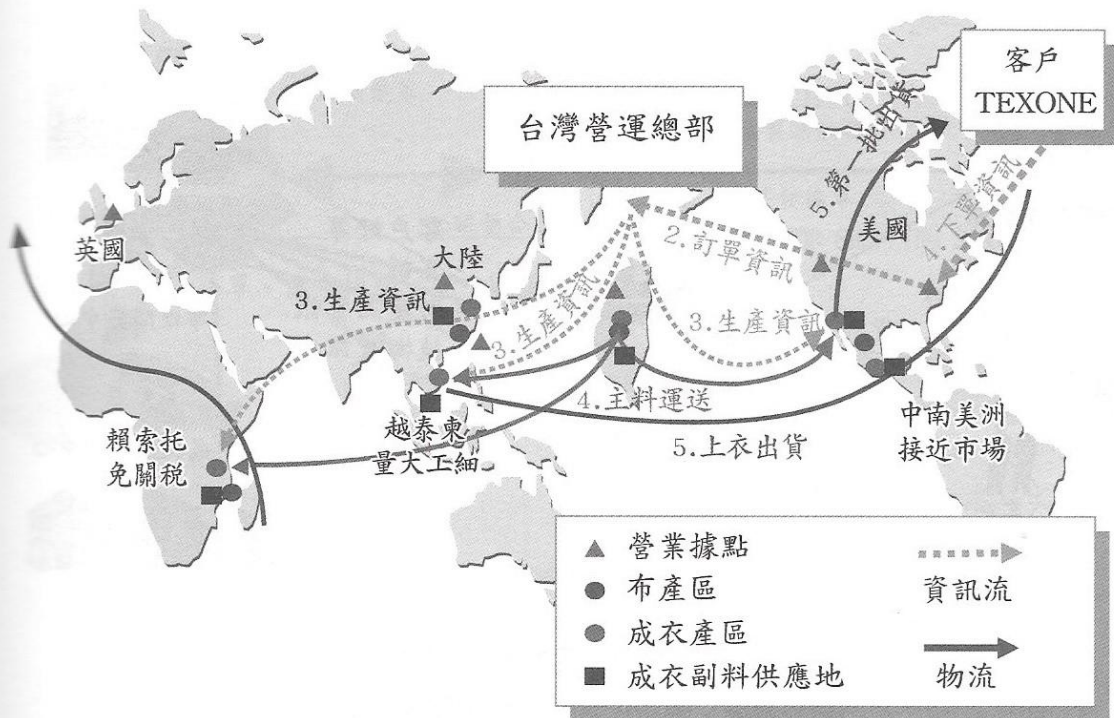 客戶
TEXONE
台灣營運總部
5.第一批出貨
4.下單資訊
美國
2.訂單資訊
英國
大陸
3.生產資訊
3.生產資訊
3.生產資訊
4.主料運送
5.上衣出貨
賴索托
免關稅
越泰柬
量大工細
中南美洲
接近市場
營業據點
布產區
成衣產區
成衣副料供應地
資訊流
物流